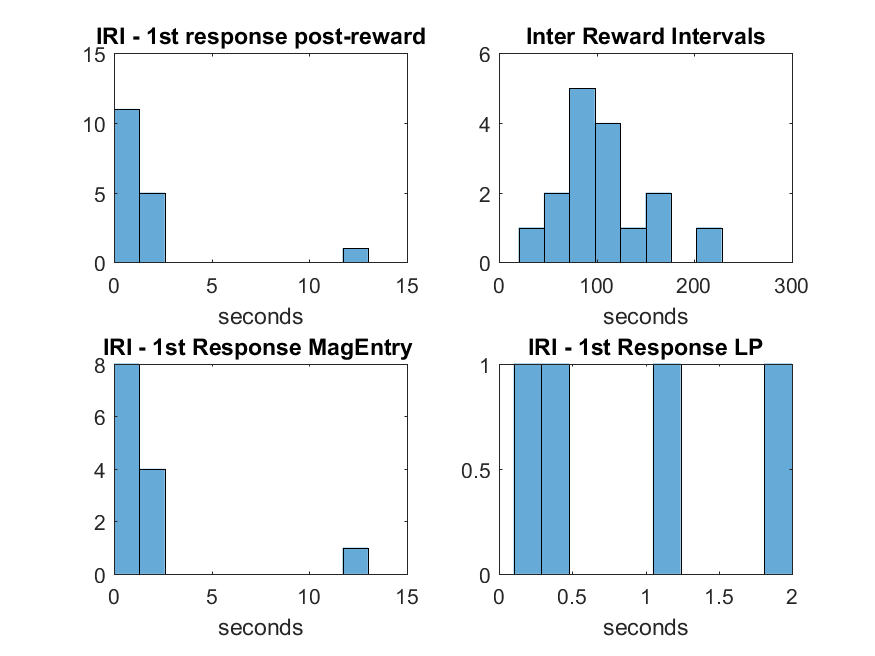 IRI - 1st response post-reward
15
10
5
0
0 5 10 15
seconds
Inter Reward Intervals
6
4
2
0
0 100 200 300
seconds
IRI - 1st Response MagEntry
8
6
4
2
0
0 5 10 15
seconds
IRI - 1st Response LP
1
0.5
0
0 0.5 1 1.5 2
seconds